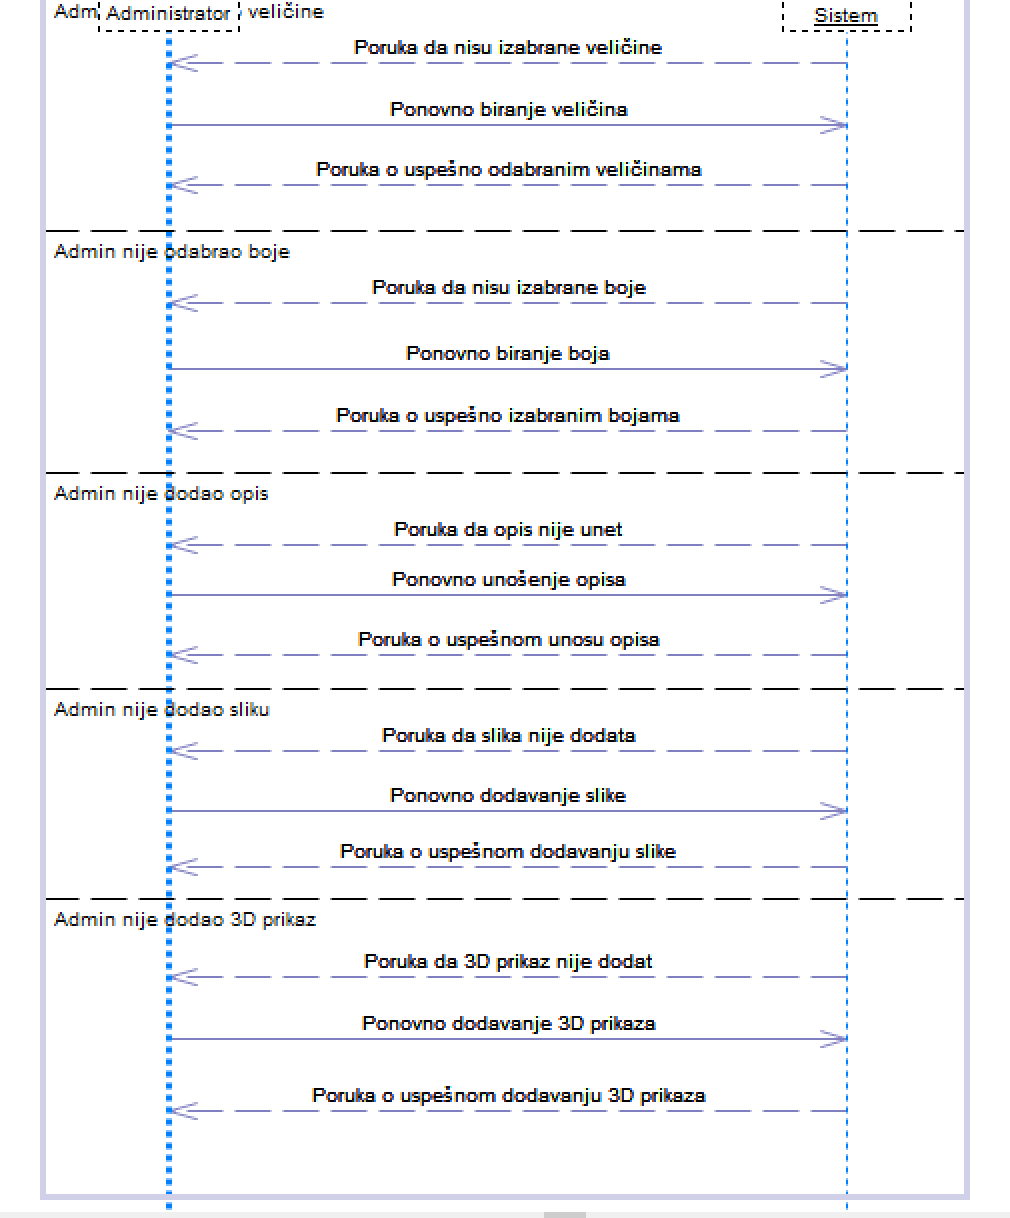 Adm Administrator veličine
Sistem
Poruka da nisu izabrane veličine
Ponovno biranje veličina
Poruka o uspešno odabranim veličinama
Admin nije odabrao boje
Poruka da nisu izabrane boje
Ponovno biranje boja
Poruka o uspešno izabranim bojama
Admin nije dodao opis
Poruka da opis nije unet
Ponovno unošenje opisa
Poruka o uspešnom unosu opisa
Admin nije dodao sliku
Poruka da slika nije dodata
Ponovno dodavanje slike
Poruka o uspešnom dodavanju slike
Admin nije dodao 3D prikaz
Poruka da 3D prikaz nije dodat
Ponovno dodavanje 3D prikaza
Poruka o uspešnom dodavanju 3D prikaza